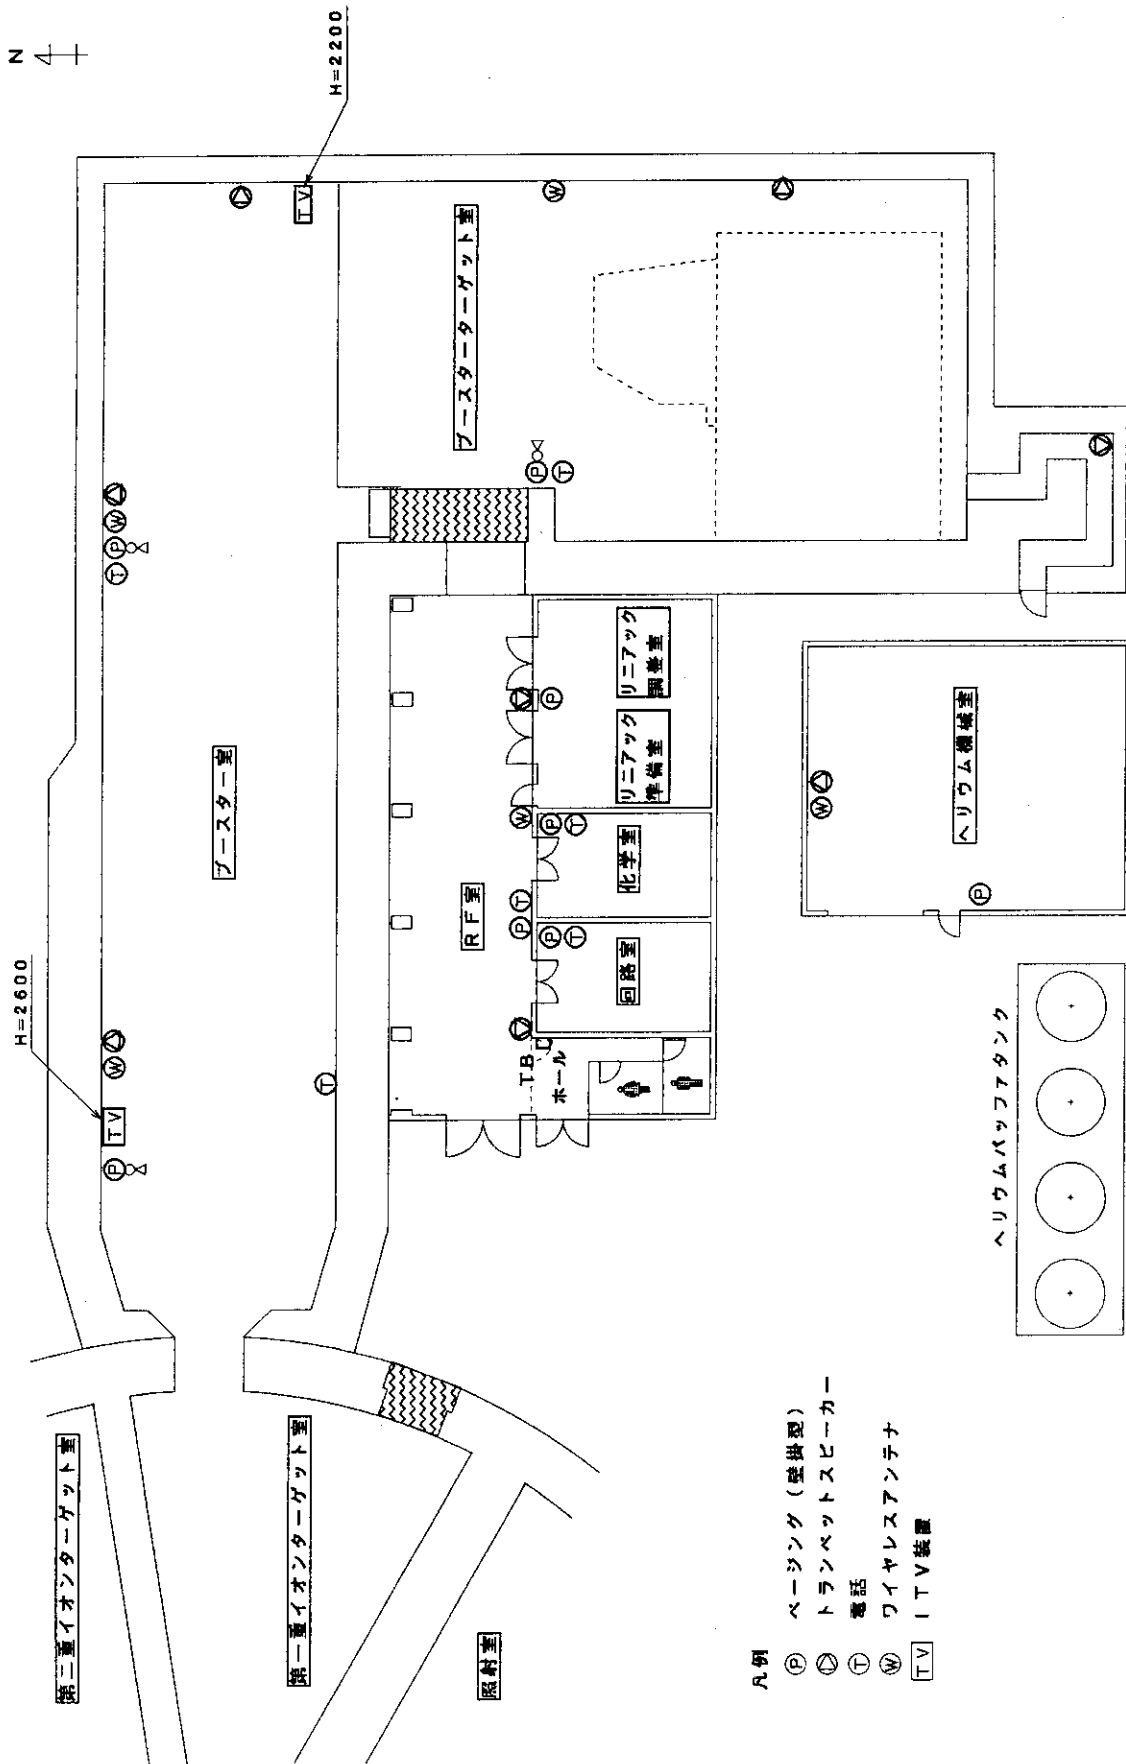 N
H=2600
H=2200
第二重イオンターゲット室
第一重イオンターゲット室
照射室
ブースター室
ブースターターゲット室
TV
TV
P
W
T
P
W
T
W
P
T
RF室
T
P
T
W
P
P
T
P
T
TB
ホール
回路室
化学室
リニアック
準備室
リニアック
調整室
ヘリウム機械室
W
P
ヘリウムバッファタンク
凡例
P ページング(壁掛型)
トランペットスピーカー
T 電話
W ワイヤレスアンテナ
TV ITV装置